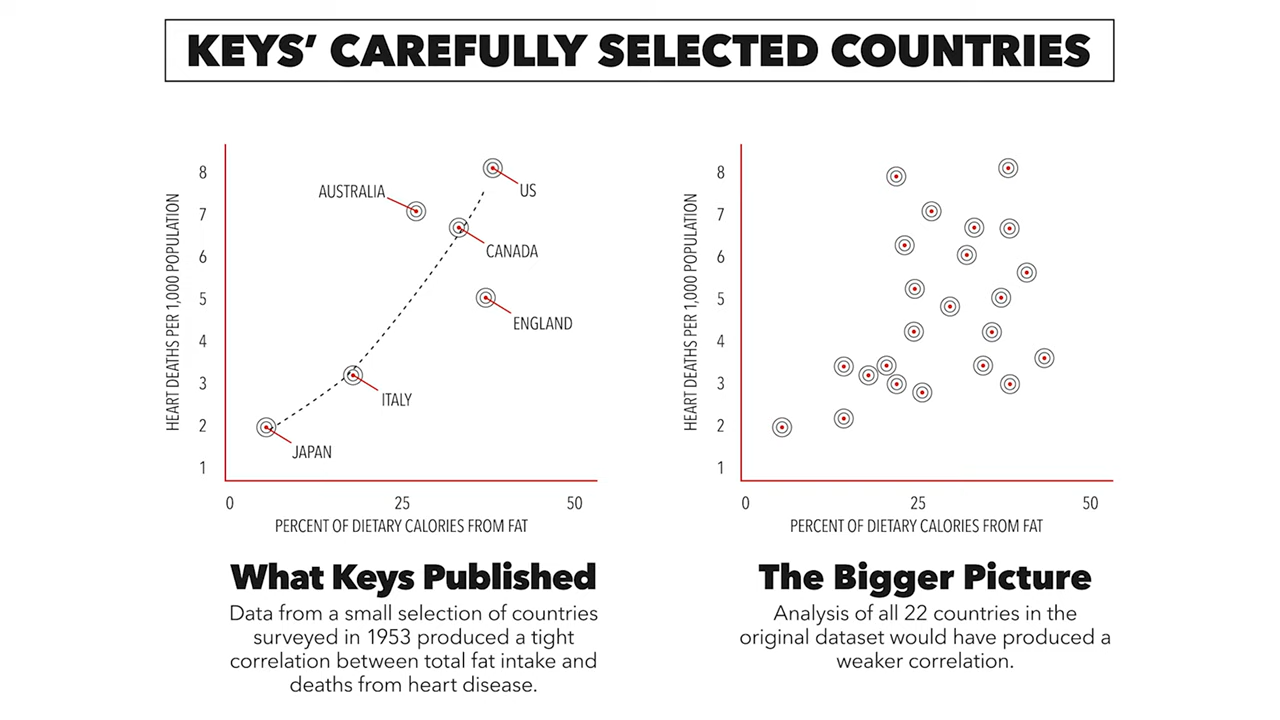 KEYS’ CAREFULLY SELECTED COUNTRIES
HEART DEATHS PER 1,000 POPULATION
8
7
6
5
4
3
2
1
AUSTRALIA
US
CANADA
ENGLAND
ITALY
JAPAN
0 25 50
PERCENT OF DIETARY CALORIES FROM FAT
What Keys Published
Data from a small selection of countries
surveyed in 1953 produced a tight
correlation between total fat intake and
deaths from heart disease.
HEART DEATHS PER 1,000 POPULATION
8
7
6
5
4
3
2
1
0 25 50
PERCENT OF DIETARY CALORIES FROM FAT
The Bigger Picture
Analysis of all 22 countries in the
original dataset would have produced a
weaker correlation.